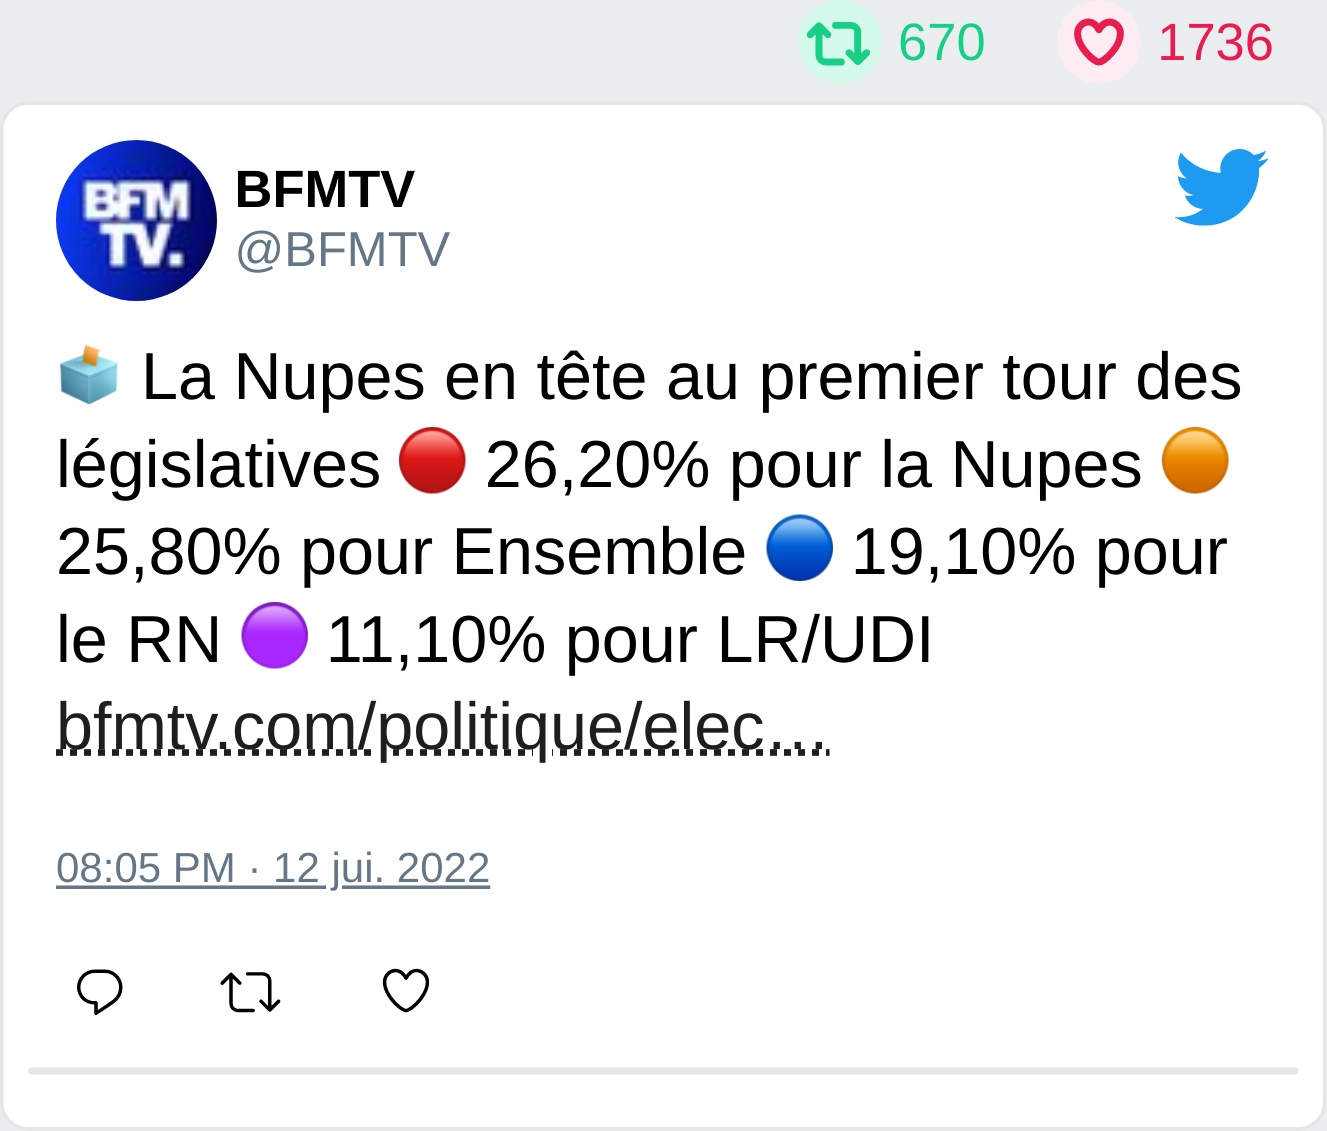 670 1736
BFM
TV.
BFMTV
@BFMTV
🗳️ La Nupes en tête au premier tour des
législatives 🔴 26,20% pour la Nupes 🟠
25,80% pour Ensemble 🔵 19,10% pour
le RN 🟣 11,10% pour LR/UDI
bfmtv.com/politique/elec…
08:05 PM · 12 jui. 2022